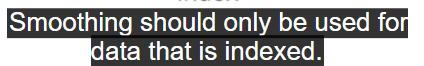 Smoothing should only be used for
data that is indexed.